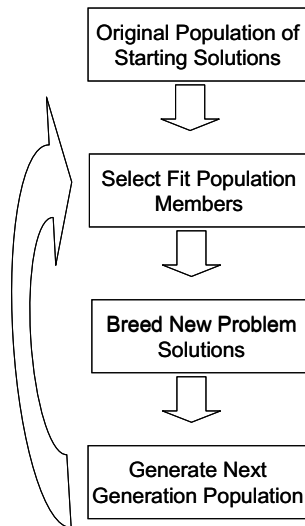 Original Population of
Starting Solutions
Select Fit Population
Members
Breed New Problem
Solutions
Generate Next
Generation Population